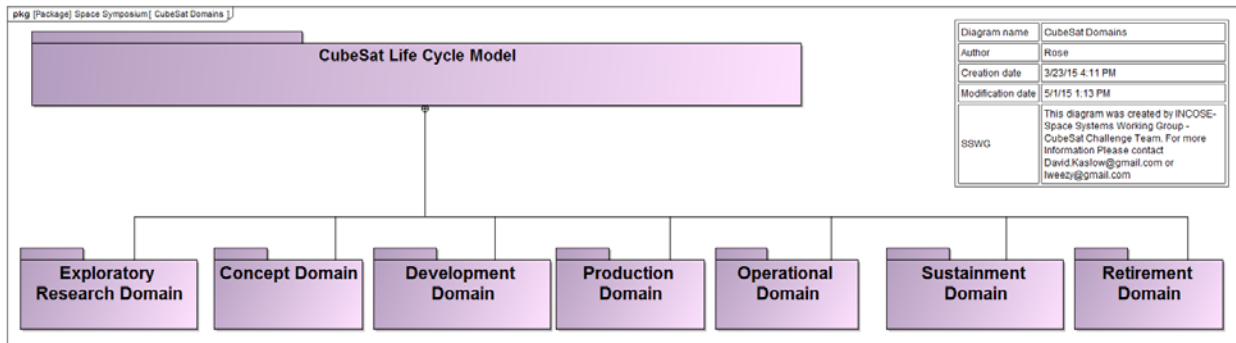 pkg [Package] Space Symposium[ CubeSat Domains ]
CubeSat Life Cycle Model
Diagram name CubeSat Domains
Author Rose
Creation date 3/23/15 4:11 PM
Modification date 5/1/15 1:13 PM
SSWG
This diagram was created by INCOSE-
Space Systems Working Group -
CubeSat Challenge Team. For more
Information Please contact
David.Kaslow@gmail.com or
lweezy@gmail.com
Exploratory
Research Domain
Concept Domain
Development
Domain
Production
Domain
Operational
Domain
Sustainment
Domain
Retirement
Domain